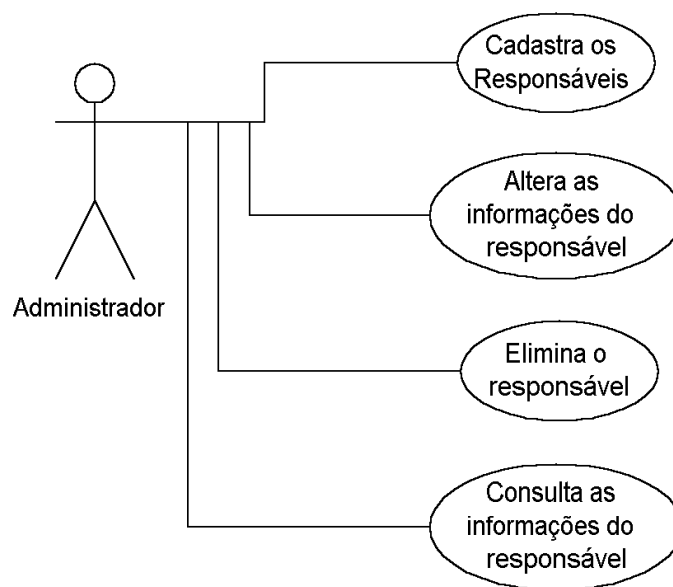 Cadastra os
Responsáveis
Altera as
informações do
responsável
Administrador
Elimina o
responsável
Consulta as
informações do
responsável